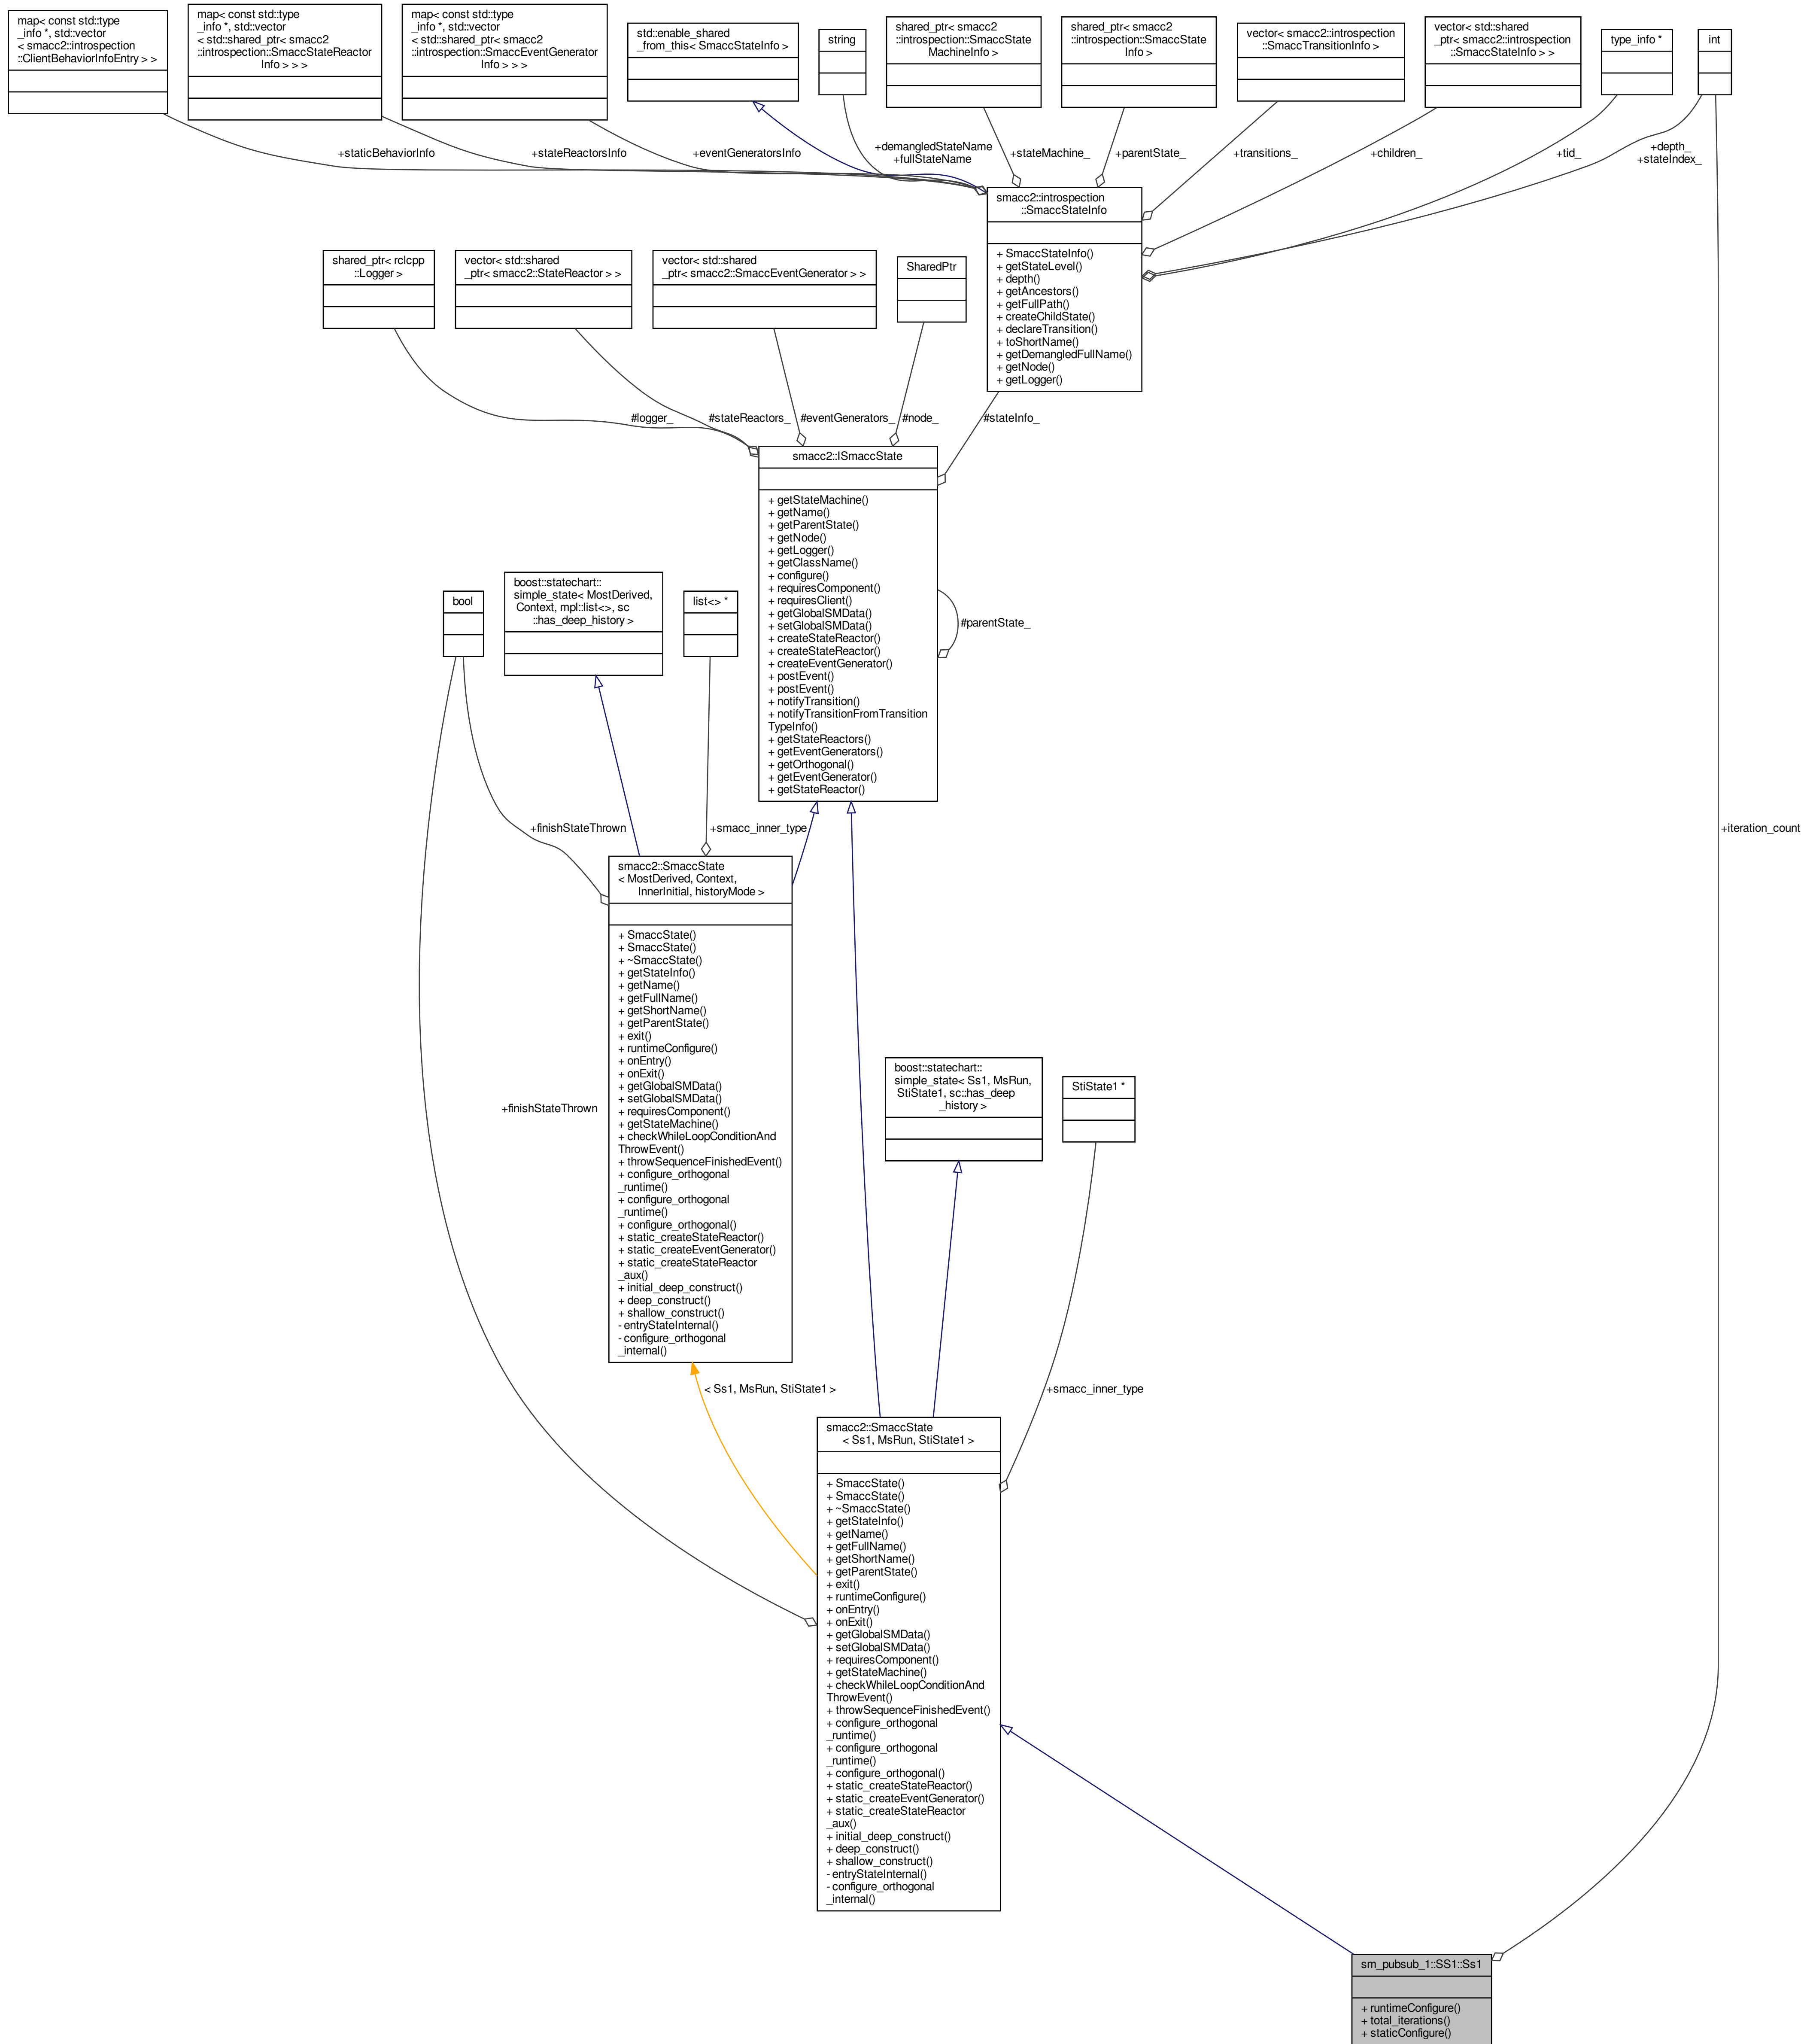 map< const std::type
_info *, std::vector
< smacc2::introspection
::ClientBehaviorInfoEntry > >
map< const std::type
_info *, std::vector
< std::shared_ptr< smacc2
::introspection::SmaccStateReactor
Info > > >
map< const std::type
_info *, std::vector
< std::shared_ptr< smacc2
::introspection::SmaccEventGenerator
Info > > >
std::enable_shared
_from_this< SmaccStateInfo >
string
shared_ptr< smacc2
::introspection::SmaccState
MachineInfo >
shared_ptr< smacc2
::introspection::SmaccState
Info >
vector< smacc2::introspection
::SmaccTransitionInfo >
vector< std::shared
_ptr< smacc2::introspection
::SmaccStateInfo > >
type_info *
int
+staticBehaviorInfo
+stateReactorsInfo
+eventGeneratorsInfo
+demangledStateName
+fullStateName
+stateMachine_
+parentState_
+transitions_
+children_
+tid_
+depth_
+stateIndex_
smacc2::introspection
::SmaccStateInfo
+ SmaccStateInfo()
+ getStateLevel()
+ depth()
+ getAncestors()
+ getFullPath()
+ createChildState()
+ declareTransition()
+ toShortName()
+ getDemangledFullName()
+ getNode()
+ getLogger()
shared_ptr< rclcpp
::Logger >
vector< std::shared
_ptr< smacc2::StateReactor > >
vector< std::shared
_ptr< smacc2::SmaccEventGenerator > >
SharedPtr
#logger_
#stateReactors_
#eventGenerators_
#node_
#stateInfo_
smacc2::ISmaccState
+ getStateMachine()
+ getName()
+ getParentState()
+ getNode()
+ getLogger()
+ getClassName()
+ configure()
+ requiresComponent()
+ requiresClient()
+ getGlobalSMData()
+ setGlobalSMData()
+ createStateReactor()
+ createStateReactor()
+ createEventGenerator()
+ postEvent()
+ postEvent()
+ notifyTransition()
+ notifyTransitionFromTransition
TypeInfo()
+ getStateReactors()
+ getEventGenerators()
+ getOrthogonal()
+ getEventGenerator()
+ getStateReactor()
#parentState_
bool
boost::statechart::
simple_state< MostDerived,
Context, mpl::list<>, sc
::has_deep_history >
list<> *
+finishStateThrown
+smacc_inner_type
+iteration_count
smacc2::SmaccState
< MostDerived, Context,
InnerInitial, historyMode >
+ SmaccState()
+ SmaccState()
+ ~SmaccState()
+ getStateInfo()
+ getName()
+ getFullName()
+ getShortName()
+ getParentState()
+ exit()
+ runtimeConfigure()
+ onEntry()
+ onExit()
+ getGlobalSMData()
+ setGlobalSMData()
+ requiresComponent()
+ getStateMachine()
+ checkWhileLoopConditionAnd
ThrowEvent()
+ throwSequenceFinishedEvent()
+ configure_orthogonal
_runtime()
+ configure_orthogonal
_runtime()
+ configure_orthogonal()
+ static_createStateReactor()
+ static_createEventGenerator()
+ static_createStateReactor
_aux()
+ initial_deep_construct()
+ deep_construct()
+ shallow_construct()
- entryStateInternal()
- configure_orthogonal
_internal()
+finishStateThrown
boost::statechart::
simple_state< Ss1, MsRun,
StiState1, sc::has_deep
_history >
StiState1 *
< Ss1, MsRun, StiState1 >
+smacc_inner_type
smacc2::SmaccState
< Ss1, MsRun, StiState1 >
+ SmaccState()
+ SmaccState()
+ ~SmaccState()
+ getStateInfo()
+ getName()
+ getFullName()
+ getShortName()
+ getParentState()
+ exit()
+ runtimeConfigure()
+ onEntry()
+ onExit()
+ getGlobalSMData()
+ setGlobalSMData()
+ requiresComponent()
+ getStateMachine()
+ checkWhileLoopConditionAnd
ThrowEvent()
+ throwSequenceFinishedEvent()
+ configure_orthogonal
_runtime()
+ configure_orthogonal
_runtime()
+ configure_orthogonal()
+ static_createStateReactor()
+ static_createEventGenerator()
+ static_createStateReactor
_aux()
+ initial_deep_construct()
+ deep_construct()
+ shallow_construct()
- entryStateInternal()
- configure_orthogonal
_internal()
sm_pubsub_1::SS1::Ss1
+ runtimeConfigure()
+ total_iterations()
+ staticConfigure()